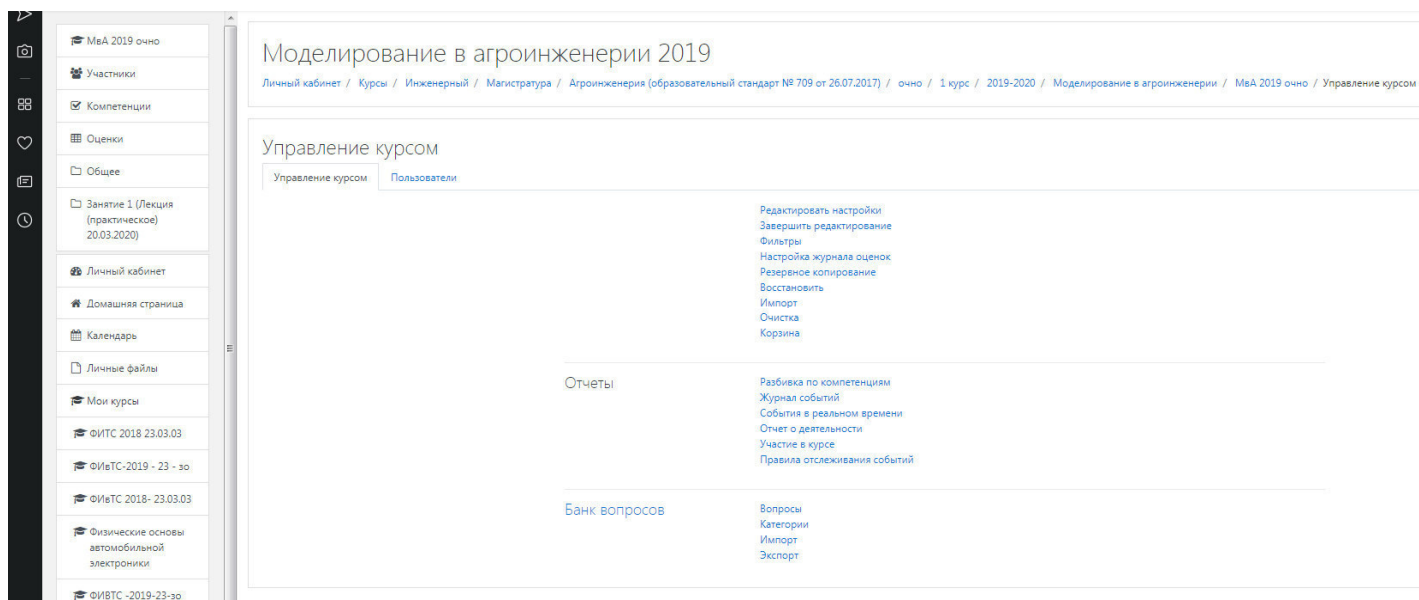 МвА 2019 очно
Участники
Компетенции
Оценки
Общее
Занятие 1 (Лекция
(практическое)
20.03.2020)
Личный кабинет
Домашняя страница
Календарь
Личные файлы
Мои курсы
ФИТС 2018 23.03.03
ФИвТС-2019 - 23 - зо
ФИвТС 2018- 23.03.03
Физические основы
автомобильной
электроники
ФИВТС -2019-23-зо
Моделирование в агроинженерии 2019
Личный кабинет / Курсы / Инженерный / Магистратура / Агроинженерия (образовательный стандарт № 709 от 26.07.2017) / очно / 1 курс / 2019-2020 / Моделирование в агроинженерии / МвА 2019 очно / Управление курсом
Управление курсом
Управление курсом Пользователи
Редактировать настройки
Завершить редактирование
Фильтры
Настройка журнала оценок
Резервное копирование
Восстановить
Импорт
Очистка
Корзина
Отчеты
Разбивка по компетенциям
Журнал событий
События в реальном времени
Отчет о деятельности
Участие в курсе
Правила отслеживания событий
Банк вопросов
Вопросы
Категории
Импорт
Экспорт